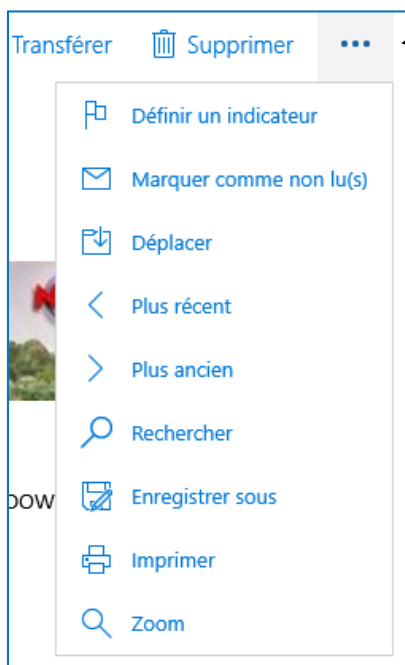 Transférer Supprimer •••
Définir un indicateur
Marquer comme non lu(s)
Déplacer
Plus récent
Plus ancien
Rechercher
Enregistrer sous
Imprimer
Zoom